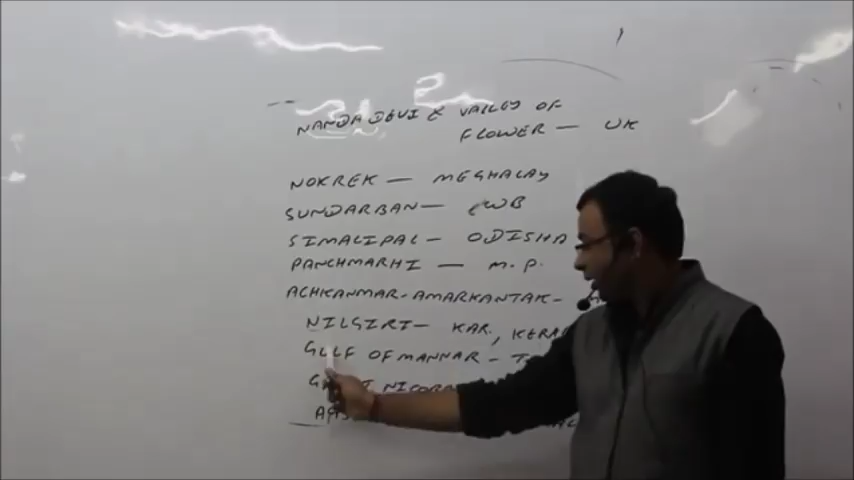 NANDA DEVI & VALLEY OF
FLOWER — UK
NOKREK — MEGHALAY
SUNDARBAN — WB
SIMALIPAL — ODISHA
PANCHMARHI — M.P.
ACHKANMAR-AMARKANTAK-
NILGIRI — KAR, KERA
GULF OF MANNAR — T